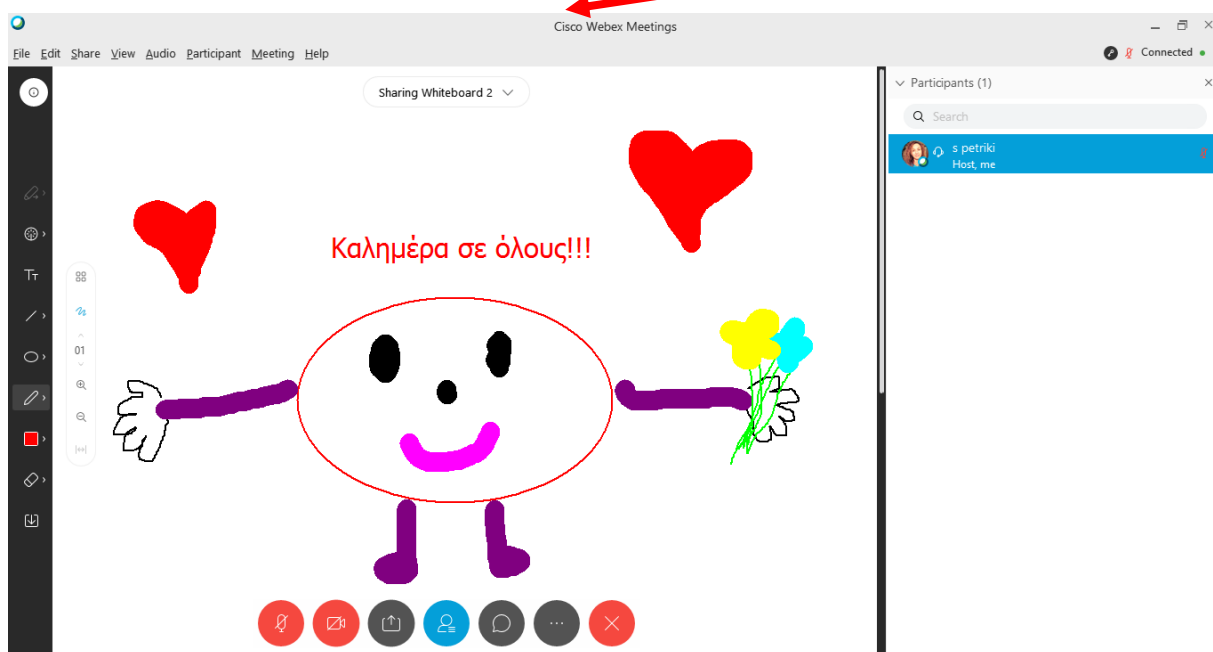 Cisco Webex Meetings
File Edit Share View Audio Participant Meeting Help
Connected
Sharing Whiteboard 2
Participants (1)
Search
s petriki
Host, me
Καλημέρα σε όλους!!!
Tт
01